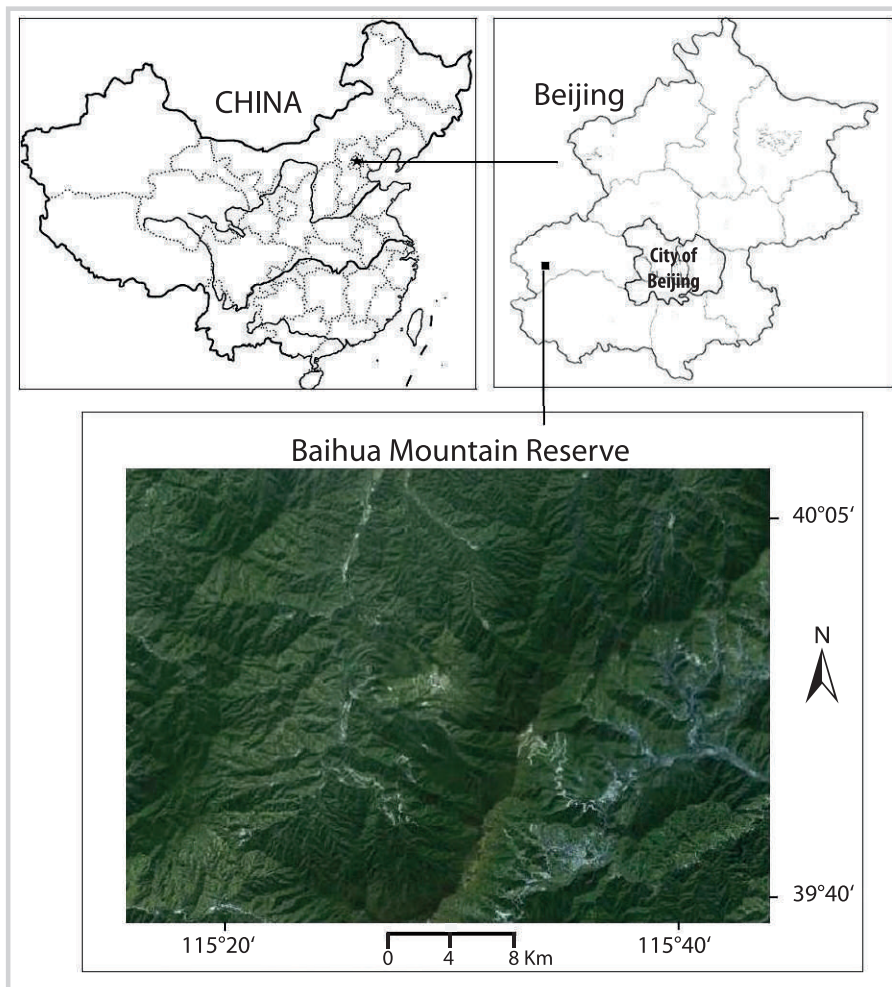 CHINA
Beijing
City of
Beijing
Baihua Mountain Reserve
40°05‘
N
39°40‘
115°20‘
115°40‘
0 4 8 Km